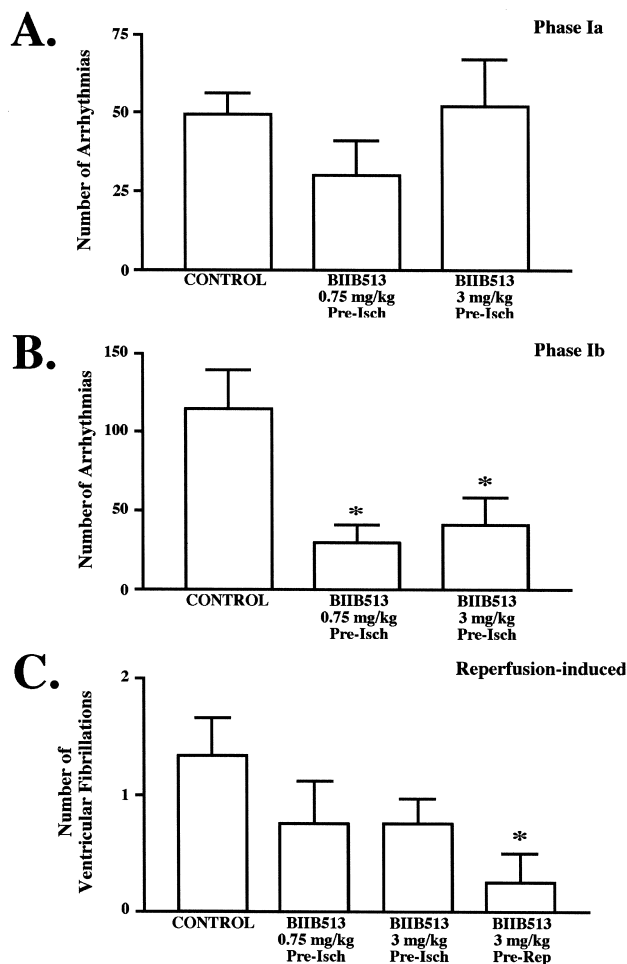 A.
Phase Ia
Number of Arrhythmias
75
50
25
0
CONTROL
BIIB513
0.75 mg/kg
Pre-Isch
BIIB513
3 mg/kg
Pre-Isch
B.
Phase Ib
Number of Arrhythmias
150
100
50
0
*
*
CONTROL
BIIB513
0.75 mg/kg
Pre-Isch
BIIB513
3 mg/kg
Pre-Isch
C.
Reperfusion-induced
Number of
Ventricular Fibrillations
2
1
0
*
CONTROL
BIIB513
0.75 mg/kg
Pre-Isch
BIIB513
3 mg/kg
Pre-Isch
BIIB513
3 mg/kg
Pre-Rep